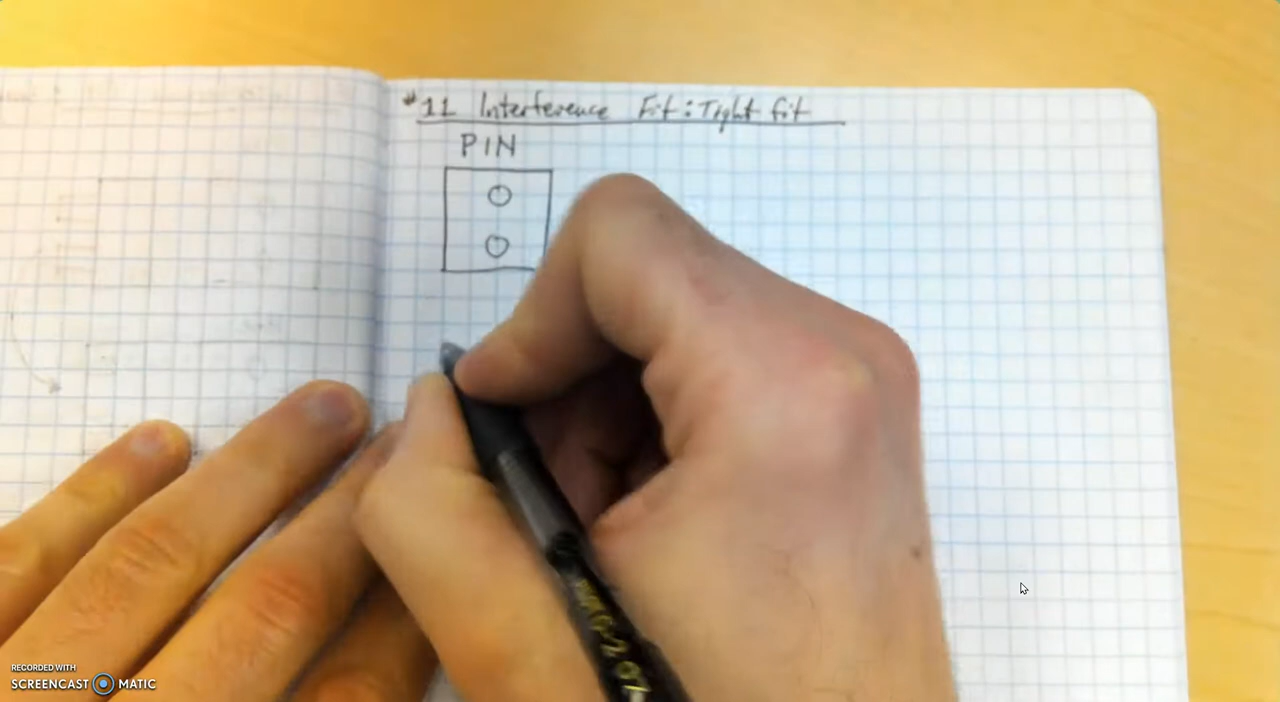 #11 Interference Fit: Tight fit
PIN
RECORDED WITH
SCREENCAST MATIC